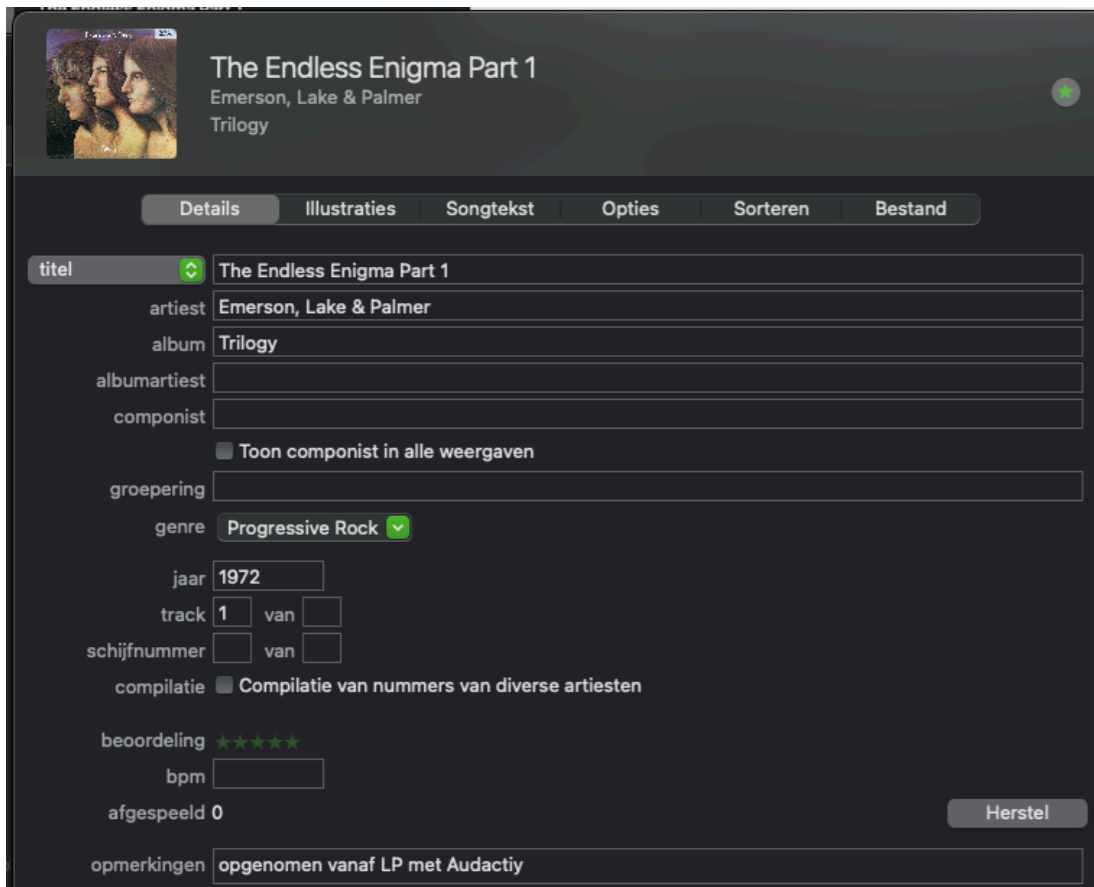 The Endless Enigma Part 1
Emerson, Lake & Palmer
Trilogy
Details Illustraties Songtekst Opties Sorteren Bestand
titel The Endless Enigma Part 1
artiest Emerson, Lake & Palmer
album Trilogy
albumartiest
componist
Toon componist in alle weergaven
groepering
genre Progressive Rock
jaar 1972
track 1 van
schijfnummer van
compilatie Compilatie van nummers van diverse artiesten
beoordeling ★★★★★
bpm
afgespeeld 0 Herstel
opmerkingen opgenomen vanaf LP met Audactiy